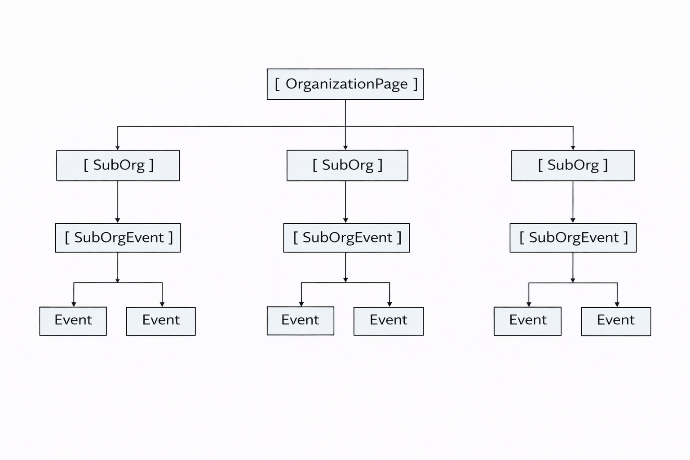 [ OrganizationPage ]
[ SubOrg ]
[ SubOrg ]
[ SubOrg ]
[ SubOrgEvent ]
[ SubOrgEvent ]
[ SubOrgEvent ]
Event
Event
Event
Event
Event
Event